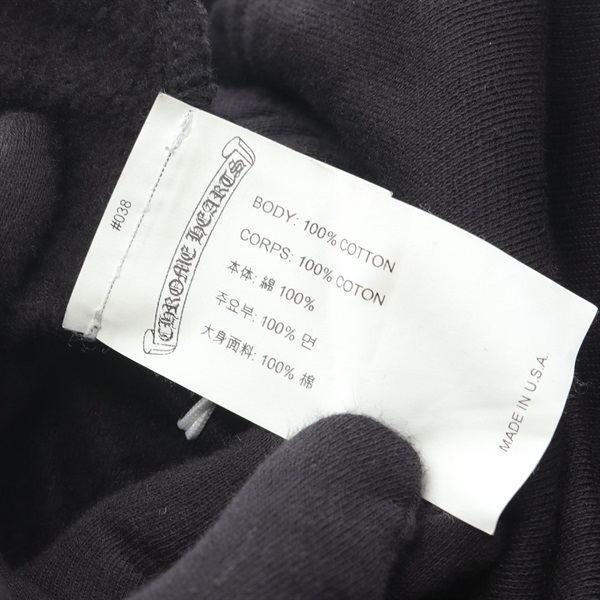 #038
CHROME HEARTS
BODY: 100% COTTON
CORPS: 100% COTON
本体: 綿 100%
주요부: 100% 면
大身面料: 100% 棉
MADE IN U.S.A.